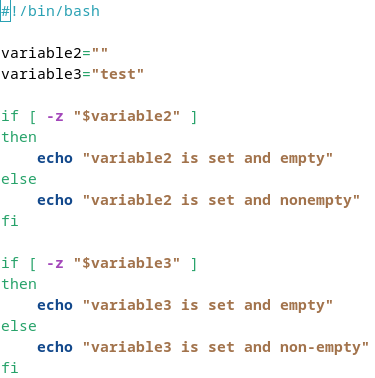 #!/bin/bash

variable2=""
variable3="test"

if [ -z "$variable2" ]
then
    echo "variable2 is set and empty"
else
    echo "variable2 is set and nonempty"
fi

if [ -z "$variable3" ]
then
    echo "variable3 is set and empty"
else
    echo "variable3 is set and non-empty"
fi